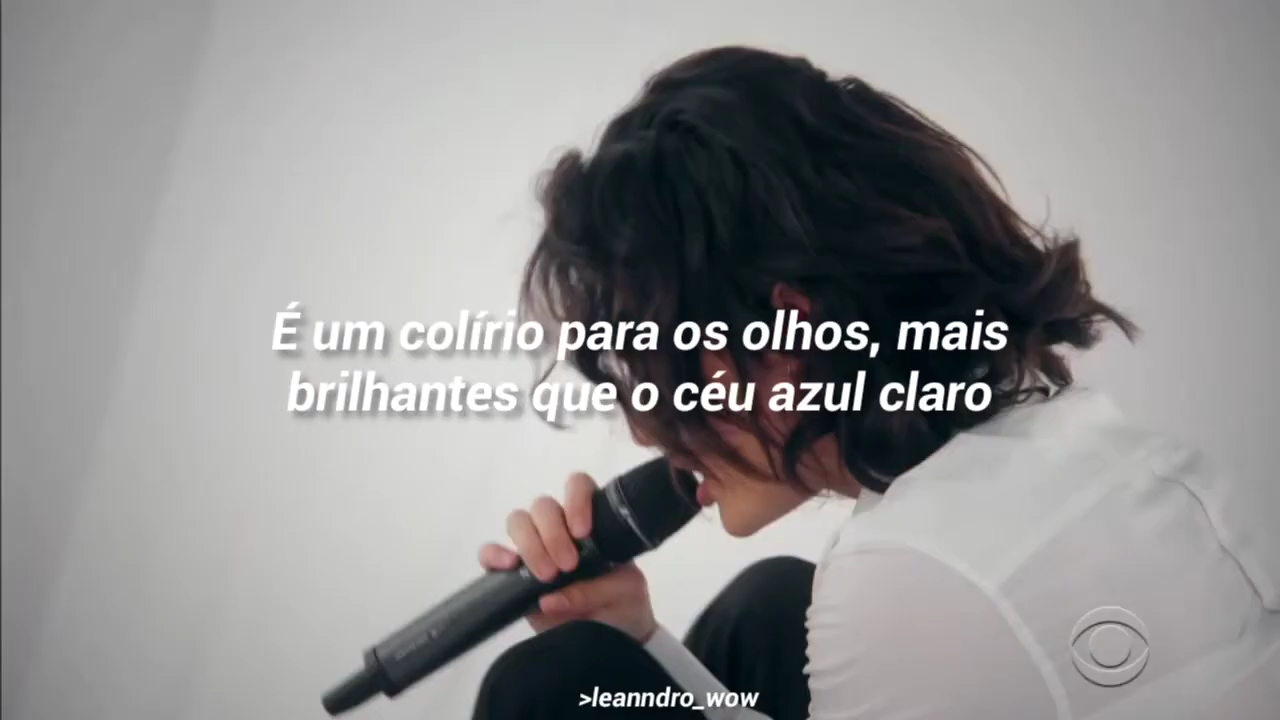 É um colírio para os olhos, mais
brilhantes que o céu azul claro
>leanndro_wow